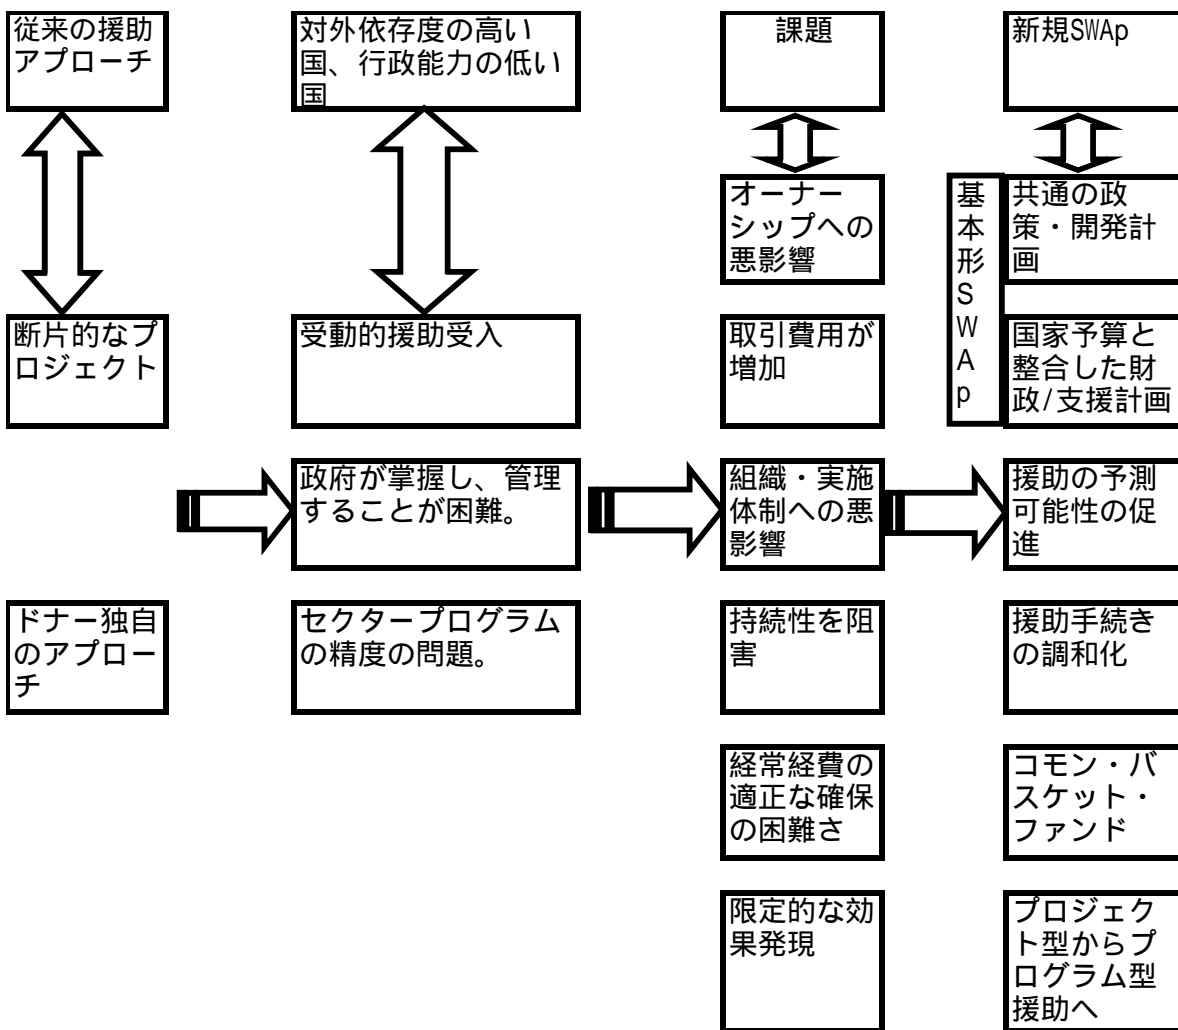 従来の援助
アプローチ
対外依存度の高い
国、行政能力の低い
国
課題
新規SWAp
オーナー
シップへの
悪影響
基
本
形
S
W
A
p
共通の政
策・開発計
画
断片的なプ
ロジェクト
受動的援助受入
取引費用が
増加
国家予算と
整合した財
政/支援計画
政府が掌握し、管理
することが困難。
組織・実施
体制への悪
影響
援助の予測
可能性の促
進
ドナー独自
のアプロー
チ
セクタープログラム
の精度の問題。
持続性を阻
害
援助手続き
の調和化
経常経費の
適正な確保
の困難さ
コモン・バ
スケット・
ファンド
限定的な効
果発現
プロジェク
ト型からプ
ログラム型
援助へ